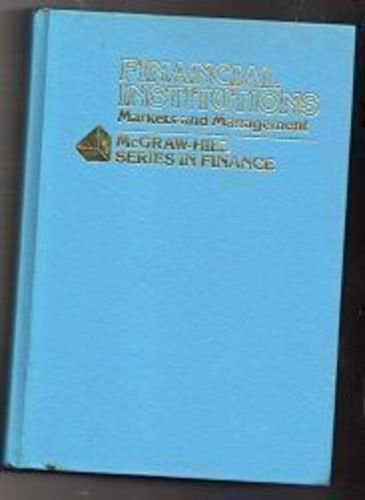 FINANCIAL
INSTITUTIONS
Markets and Management
McGRAW-HILL
SERIES IN FINANCE